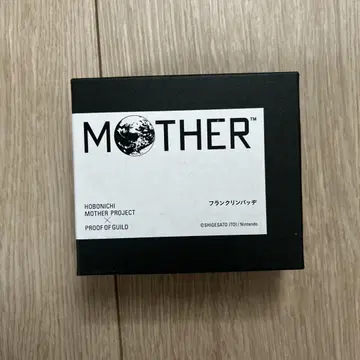 MOTHER™
HOBONICHI
MOTHER PROJECT
×
PROOF OF GUILD
フランクリンバッヂ
©SHIGESATO ITOI / Nintendo